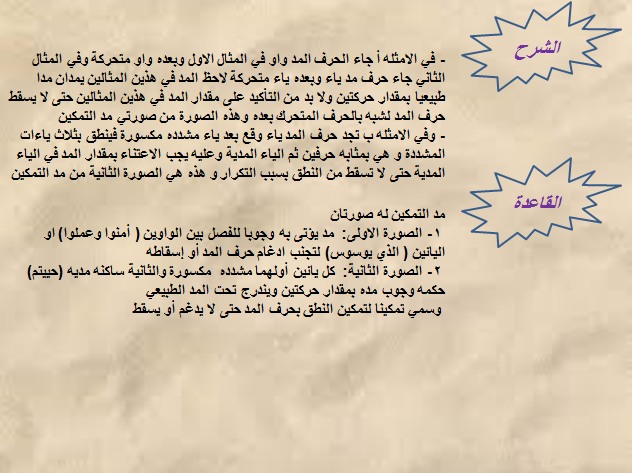 الشرح
- في الامثله أ جاء الحرف المد واو في المثال الاول وبعده واو متحركة وفي المثال
الثاني جاء حرف مد ياء وبعده ياء متحركة لاحظ المد في هذين المثالين يمدان مدا
طبيعيا بمقدار حركتين ولا بد من التأكيد على مقدار المد في هذين المثالين حتى لا يسقط
حرف المد لشبه بالحرف المتحرك بعده وهذه الصورة من صورتي مد التمكين
- وفي الامثله ب تجد حرف المد ياء وقع بعد ياء مشدده مكسورة فينطق بثلاث ياءات
المشددة و هي بمثابه حرفين ثم الياء المدية وعليه يجب الاعتناء بمقدار المد في الياء
المدية حتى لا تسقط من النطق بسبب التكرار و هذه هي الصورة الثانية من مد التمكين
القاعدة
مد التمكين له صورتان
١- الصورة الاولى: مد يؤتى به وجوبا للفصل بين الواوين ( أمنوا وعملوا) او
اليانين ( الذي يوسوس) لتجنب ادغام حرف المد أو إسقاطه
٢- الصورة الثانية: كل يانين أولهما مشدده مكسورة والثانية ساكنه مديه (حييتم)
حكمه وجوب مده بمقدار حركتين ويندرج تحت المد الطبيعي
وسمي تمكينا لتمكين النطق بحرف المد حتى لا يدغم أو يسقط